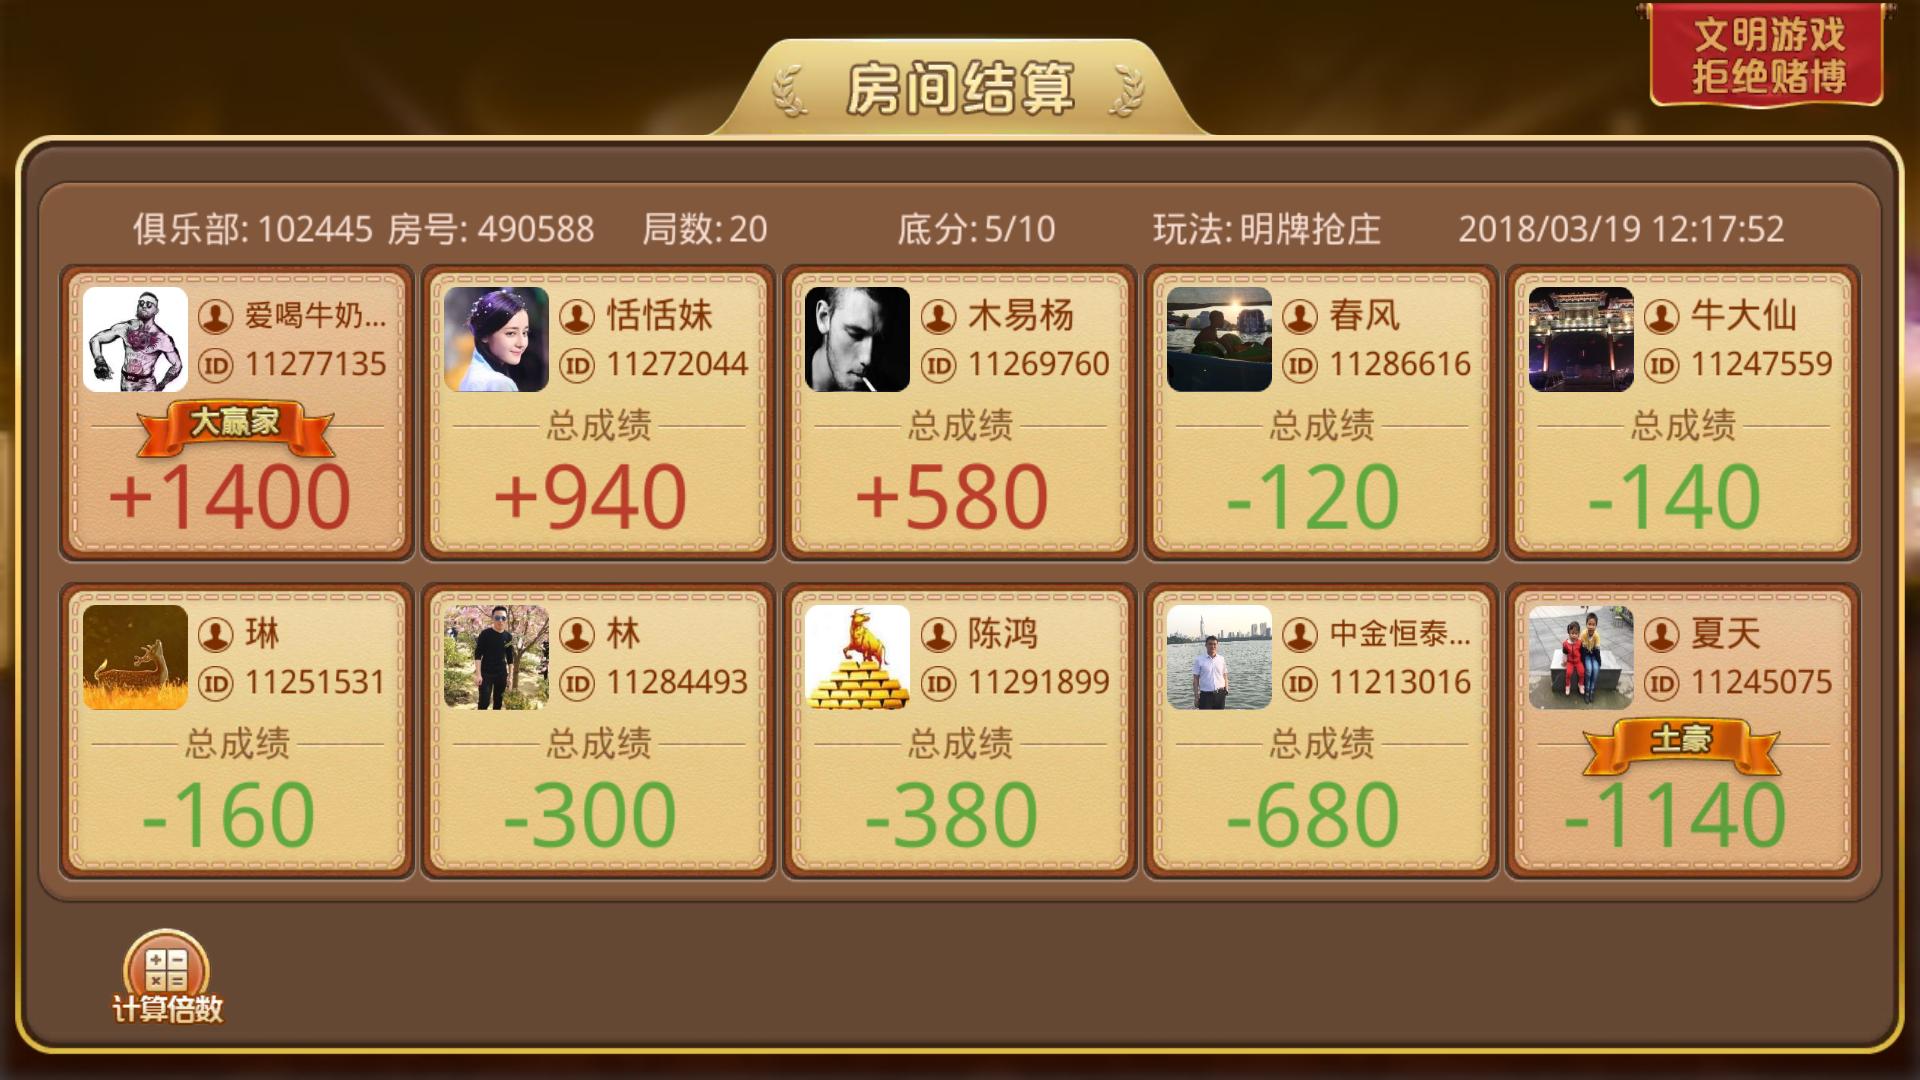 文明游戏
拒绝赌博
房间结算
俱乐部: 102445 房号: 490588 局数: 20 底分: 5/10 玩法: 明牌抢庄 2018/03/19 12:17:52
爱喝牛奶...
ID 11277135
大赢家
+1400
恬恬妹
ID 11272044
总成绩
+940
木易杨
ID 11269760
总成绩
+580
春风
ID 11286616
总成绩
-120
牛大仙
ID 11247559
总成绩
-140
琳
ID 11251531
总成绩
-160
林
ID 11284493
总成绩
-300
陈鸿
ID 11291899
总成绩
-380
中金恒泰...
ID 11213016
总成绩
-680
夏天
ID 11245075
土豪
-1140
计算倍数